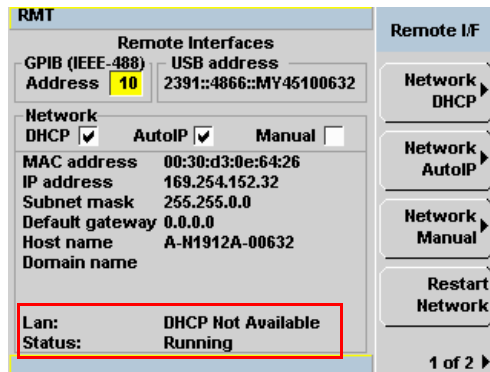 RMT
Remote Interfaces
GPIB (IEEE-488) USB address
Address 10 2391::4866::MY45100632
Network
DHCP AutoIP Manual
MAC address 00:30:d3:0e:64:26
IP address 169.254.152.32
Subnet mask 255.255.0.0
Default gateway 0.0.0.0
Host name A-N1912A-00632
Domain name
Lan: DHCP Not Available
Status: Running
Remote I/F
Network
DHCP
Network
AutoIP
Network
Manual
Restart
Network
1 of 2